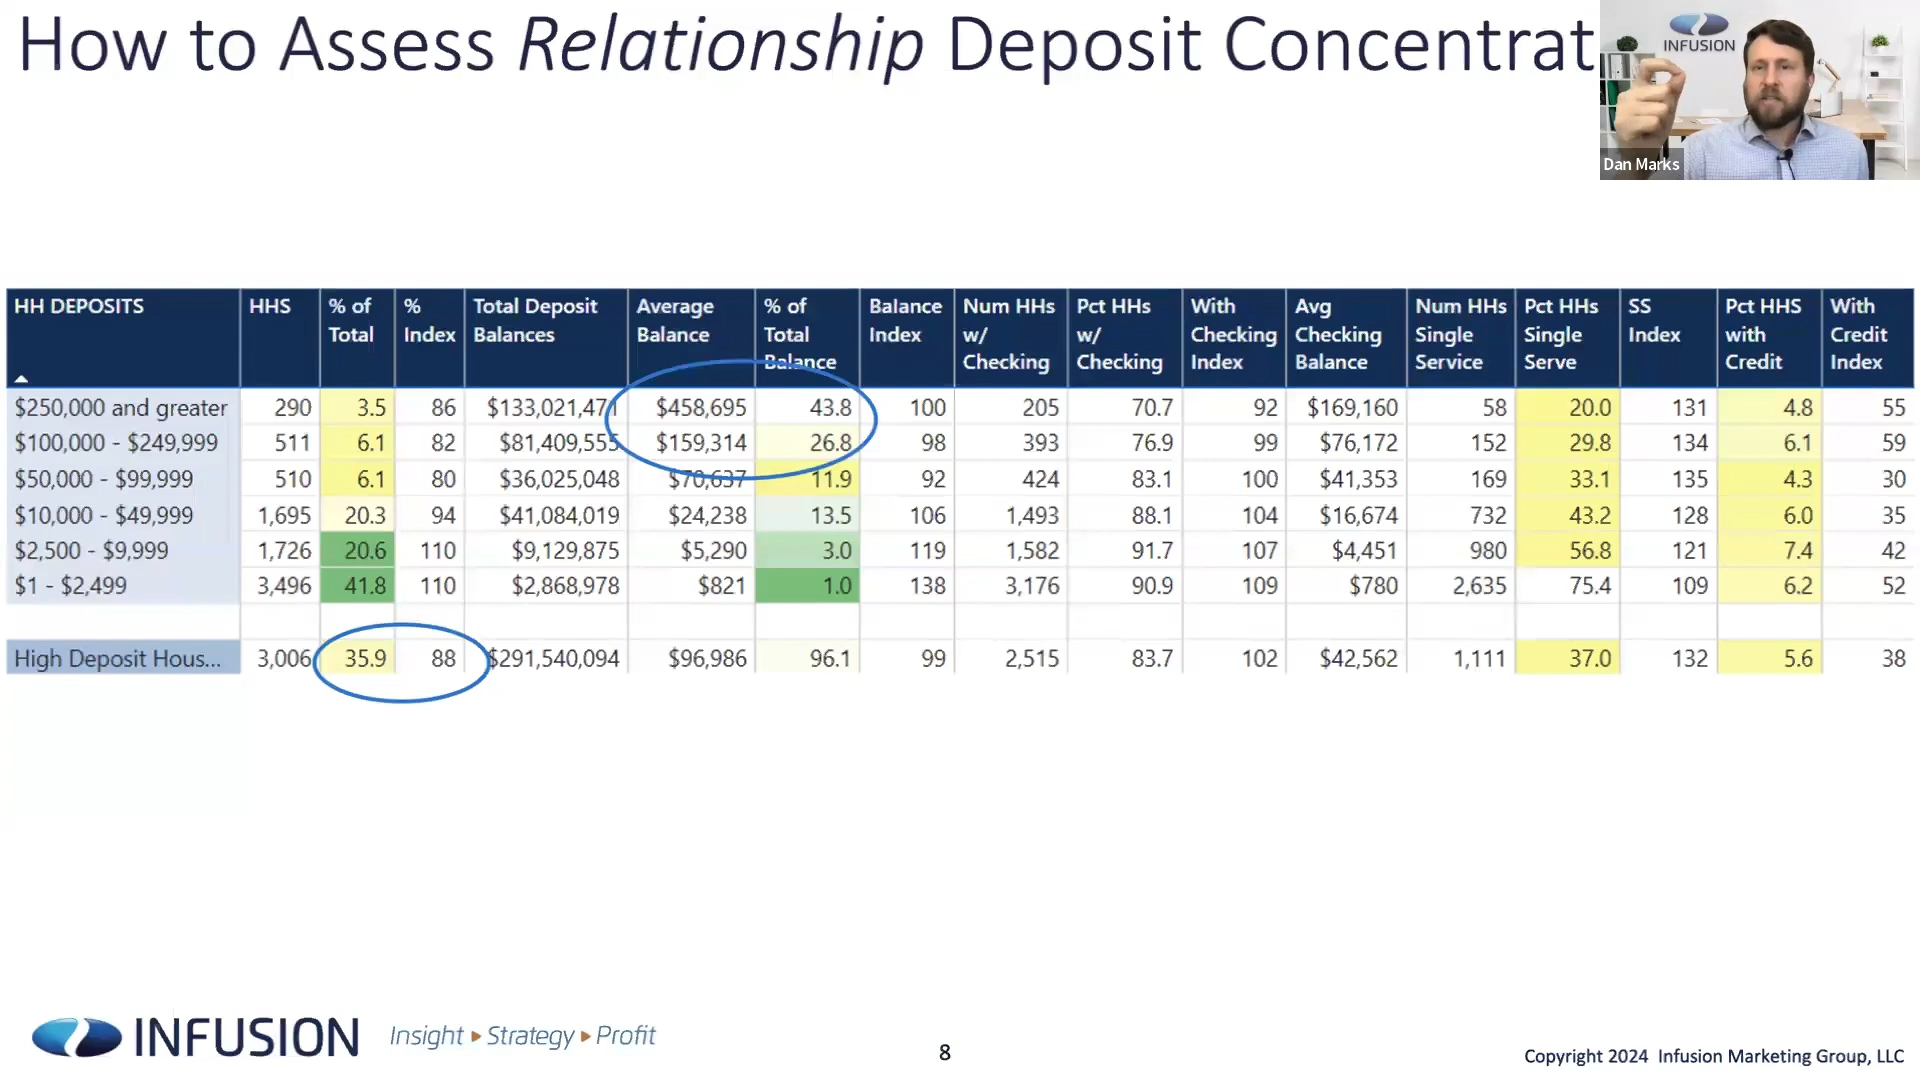 How to Assess Relationship Deposit Concentrat
INFUSION
Dan Marks
HH DEPOSITS HHS % of Total % Index Total Deposit Balances Average Balance % of Total Balance Balance Index Num HHs w/ Checking Pct HHs w/ Checking With Checking Index Avg Checking Balance Num HHs Single Service Pct HHs Single Serve SS Index Pct HHS with Credit With Credit Index
$250,000 and greater 290 3.5 86 $133,021,471 $458,695 43.8 100 205 70.7 92 $169,160 58 20.0 131 4.8 55
$100,000 - $249,999 511 6.1 82 $81,409,555 $159,314 26.8 98 393 76.9 99 $76,172 152 29.8 134 6.1 59
$50,000 - $99,999 510 6.1 80 $36,025,048 $70,637 11.9 92 424 83.1 100 $41,353 169 33.1 135 4.3 30
$10,000 - $49,999 1,695 20.3 94 $41,084,019 $24,238 13.5 106 1,493 88.1 104 $16,674 732 43.2 128 6.0 35
$2,500 - $9,999 1,726 20.6 110 $9,129,875 $5,290 3.0 119 1,582 91.7 107 $4,451 980 56.8 121 7.4 42
$1 - $2,499 3,496 41.8 110 $2,868,978 $821 1.0 138 3,176 90.9 109 $780 2,635 75.4 109 6.2 52
High Deposit Hous... 3,006 35.9 88 $291,540,094 $96,986 96.1 99 2,515 83.7 102 $42,562 1,111 37.0 132 5.6 38
INFUSION Insight ▸ Strategy ▸ Profit
8
Copyright 2024 Infusion Marketing Group, LLC